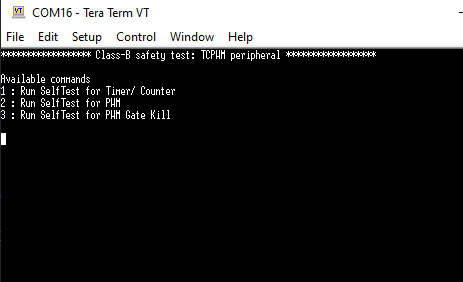 VT COM16 - Tera Term VT
File Edit Setup Control Window Help
****************** Class-B safety test: TCPWM peripheral ******************
Available commands
1 : Run SelfTest for Timer/ Counter
2 : Run SelfTest for PWM
3 : Run SelfTest for PWM Gate Kill